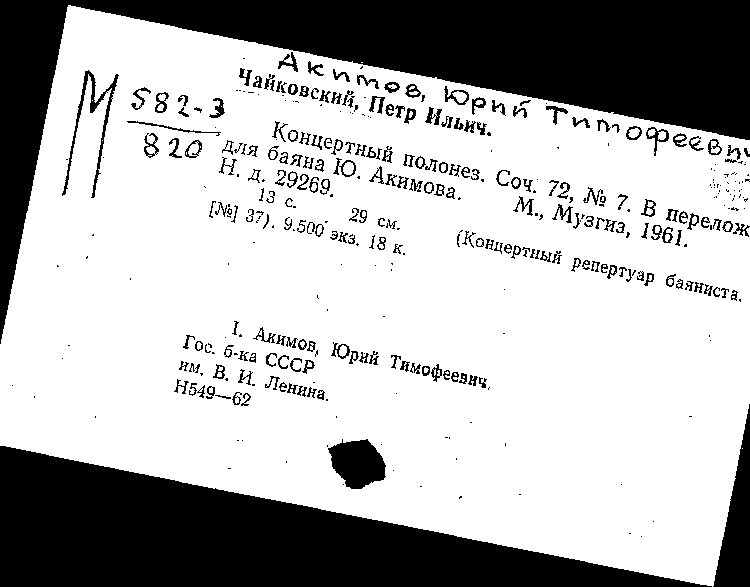 Акимов, Юрий Тимофеевич
Чайковский, Петр Ильич.
М 582-3
820
Концертный полонез. Соч. 72, № 7. В перелож.
для баяна Ю. Акимова. М., Музгиз, 1961.
Н. д. 29269.
13 с. 29 см. (Концертный репертуар баяниста.
[№] 37). 9.500 экз. 18 к.
I. Акимов, Юрий Тимофеевич.
Гос. б-ка СССР
им. В. И. Ленина.
Н549—62